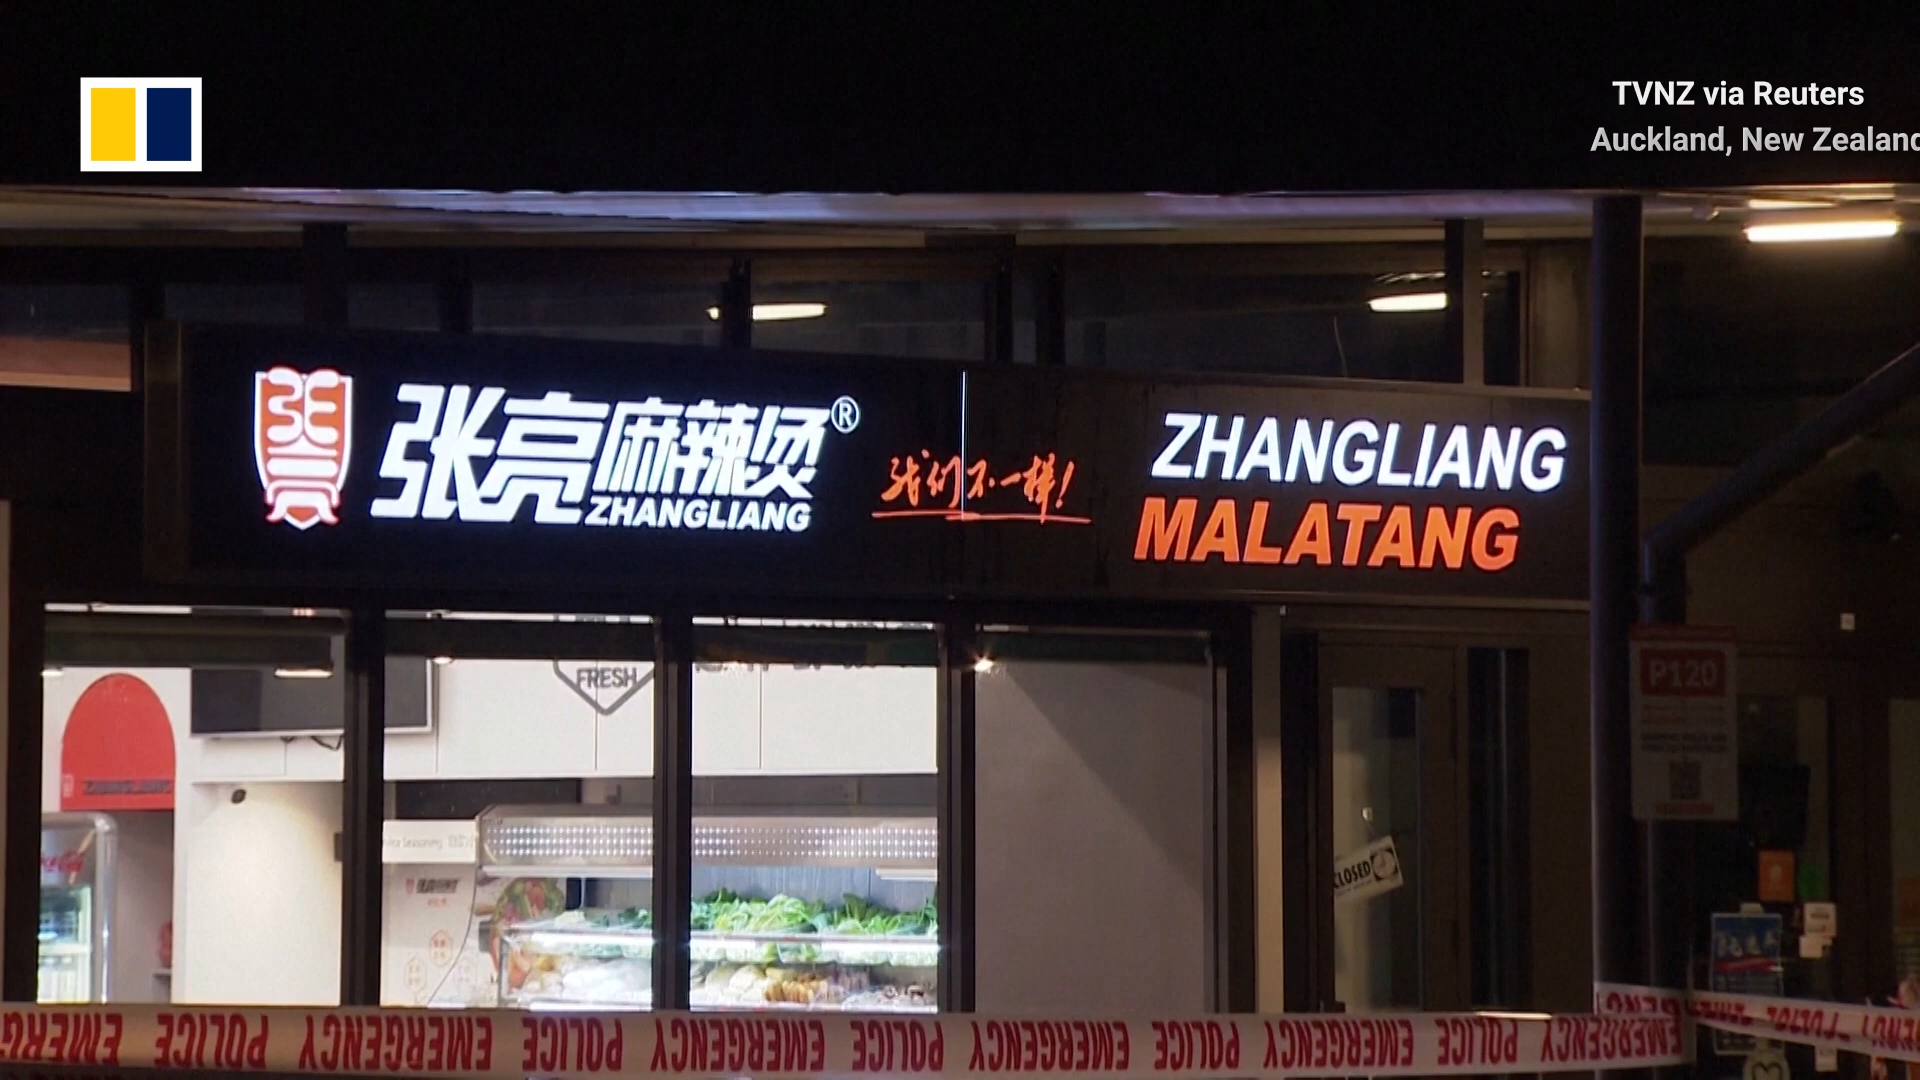 TVNZ via Reuters
Auckland, New Zealand
张亮麻辣烫®
ZHANGLIANG
我们不一样!
ZHANGLIANG
MALATANG
FRESH
P120
ZHANGLIANG
CLOSED
EMERGENCY POLICE EMERGENCY POLICE EMERGENCY POLICE EMERGENCY POLICE EMERGENCY